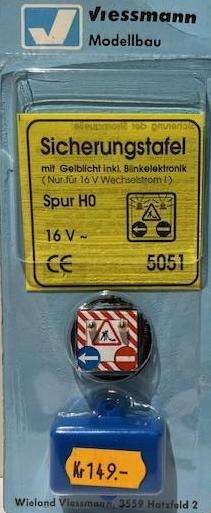 Viessmann
Modellbau
Sicherungstafel
mit Gelblicht inkl. Blinkelektronik
( Nur für 16 V Wechselstrom ! )
Spur H0
16 V ~
CE 5051
Kr 149.-
Wieland Viessmann, 3559 Hatzfeld 2